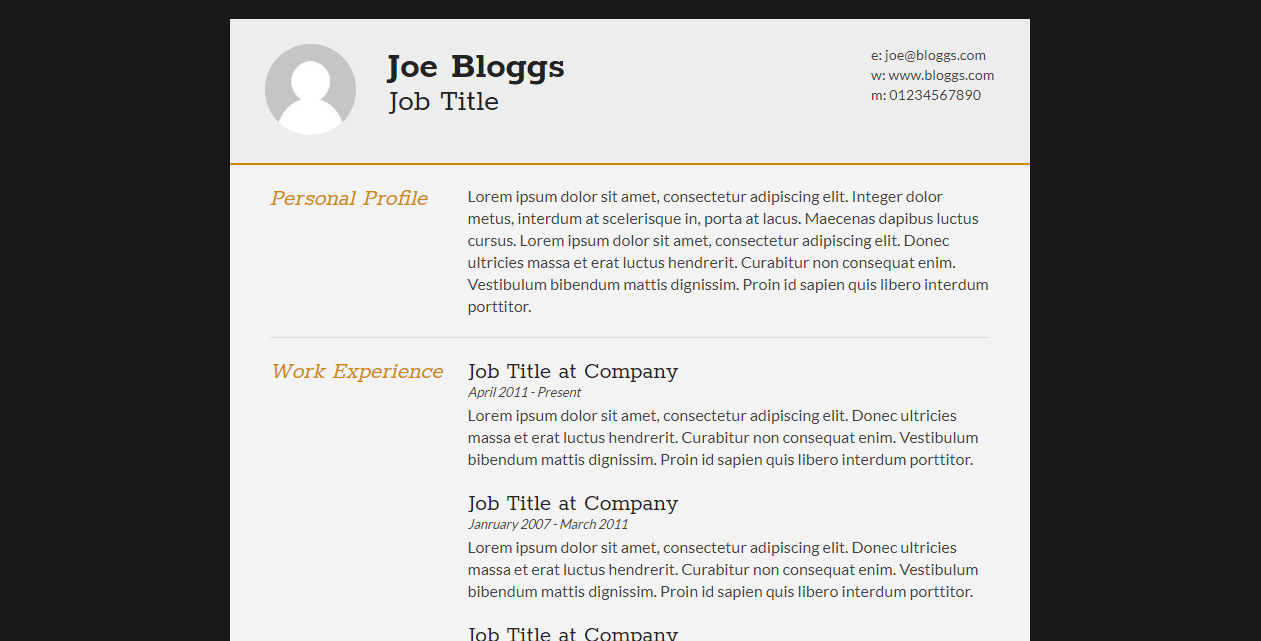 Joe Bloggs
Job Title
e: joe@bloggs.com
w: www.bloggs.com
m: 01234567890
Personal Profile
Lorem ipsum dolor sit amet, consectetur adipiscing elit. Integer dolor
metus, interdum at scelerisque in, porta at lacus. Maecenas dapibus luctus
cursus. Lorem ipsum dolor sit amet, consectetur adipiscing elit. Donec
ultricies massa et erat luctus hendrerit. Curabitur non consequat enim.
Vestibulum bibendum mattis dignissim. Proin id sapien quis libero interdum
porttitor.
Work Experience
Job Title at Company
April 2011 - Present
Lorem ipsum dolor sit amet, consectetur adipiscing elit. Donec ultricies
massa et erat luctus hendrerit. Curabitur non consequat enim. Vestibulum
bibendum mattis dignissim. Proin id sapien quis libero interdum porttitor.
Job Title at Company
Janruary 2007 - March 2011
Lorem ipsum dolor sit amet, consectetur adipiscing elit. Donec ultricies
massa et erat luctus hendrerit. Curabitur non consequat enim. Vestibulum
bibendum mattis dignissim. Proin id sapien quis libero interdum porttitor.
Job Title at Company